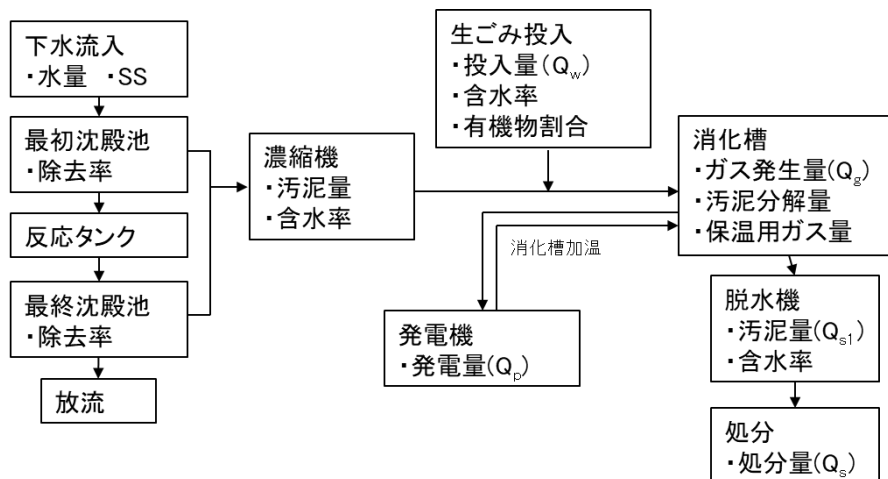 下水流入
・水量 ・SS
最初沈殿池
・除去率
反応タンク
最終沈殿池
・除去率
放流
濃縮機
・汚泥量
・含水率
生ごみ投入
・投入量(Qw)
・含水率
・有機物割合
消化槽
・ガス発生量(Qg)
・汚泥分解量
・保温用ガス量
消化槽加温
発電機
・発電量(Qp)
脱水機
・汚泥量(Qs1)
・含水率
処分
・処分量(Qs)